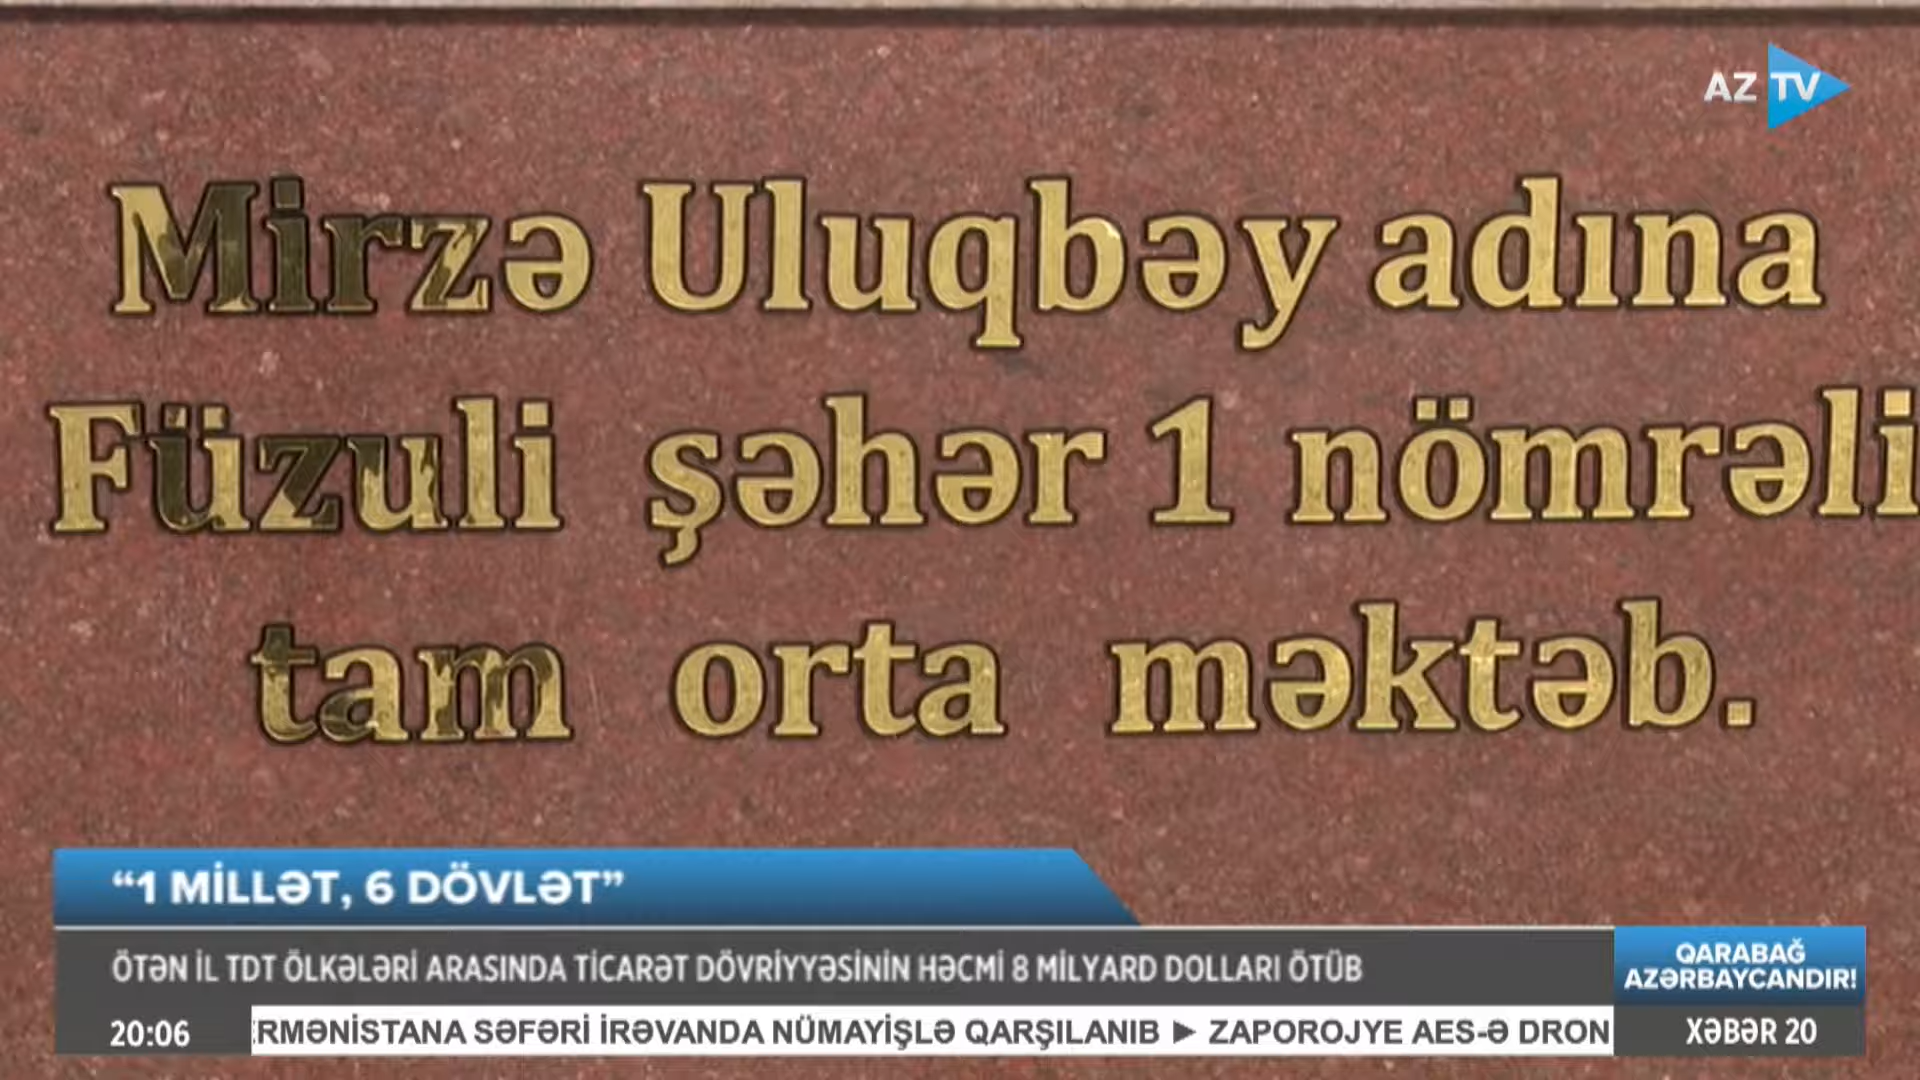 AZ TV
Mirzə Uluqbəy adına
Füzuli şəhər 1 nömrəli
tam orta məktəb.
“1 MİLLƏT, 6 DÖVLƏT”
ÖTƏN İL TDT ÖLKƏLƏRİ ARASINDA TİCARƏT DÖVRİYYƏSİNİN HƏCMİ 8 MİLYARD DOLLARI ÖTÜB
QARABAĞ
AZƏRBAYCANDIR!
20:06
ERMƏNİSTANA SƏFƏRİ İRƏVANDA NÜMAYİŞLƏ QARŞILANIB ► ZAPOROJYE AES-Ə DRON
XƏBƏR 20